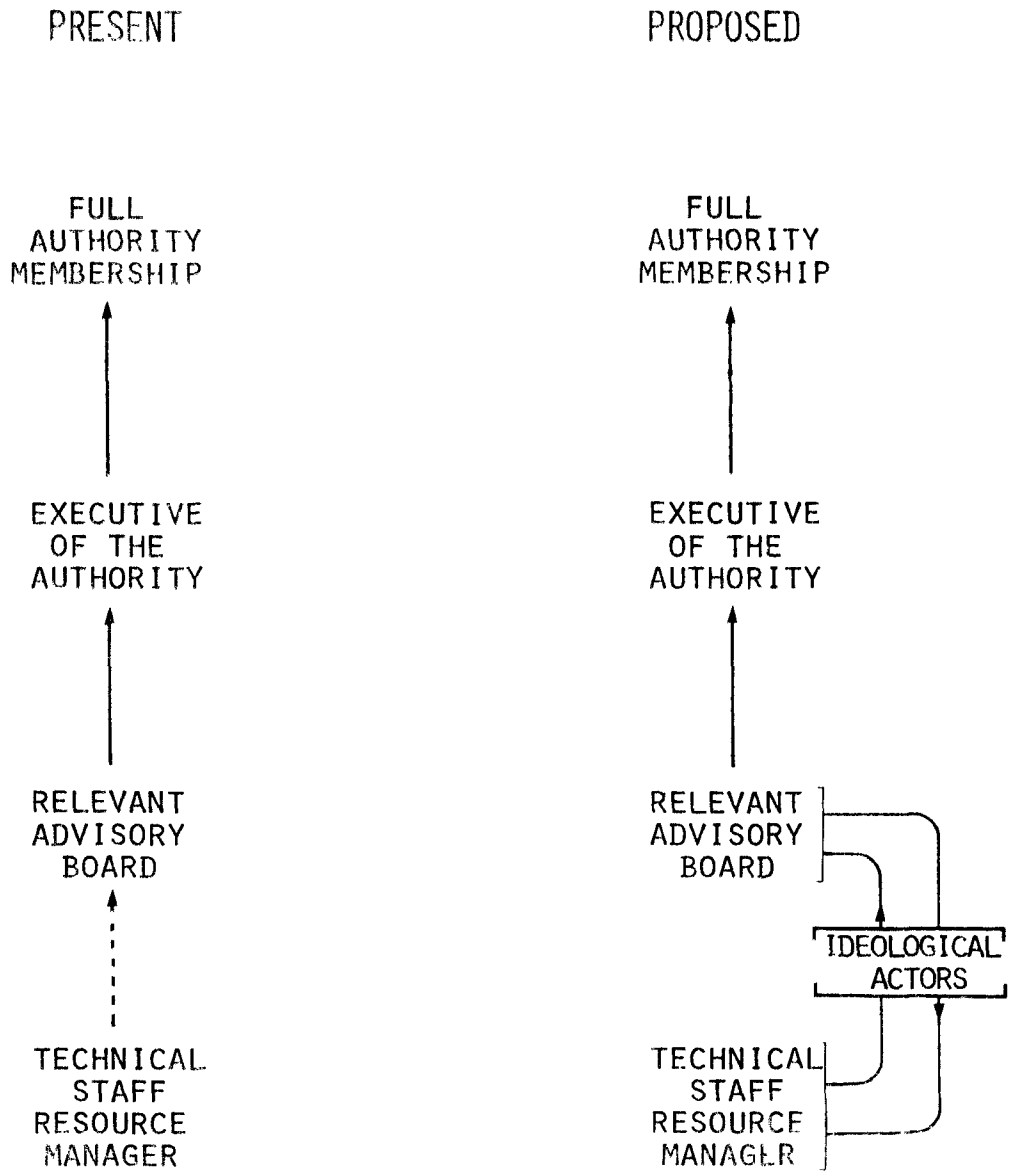 PRESENT
FULL
AUTHORITY
MEMBERSHIP
EXECUTIVE
OF THE
AUTHORITY
RELEVANT
ADVISORY
BOARD
TECHNICAL
STAFF
RESOURCE
MANAGER
PROPOSED
FULL
AUTHORITY
MEMBERSHIP
EXECUTIVE
OF THE
AUTHORITY
RELEVANT
ADVISORY
BOARD
IDEOLOGICAL
ACTORS
TECHNICAL
STAFF
RESOURCE
MANAGER